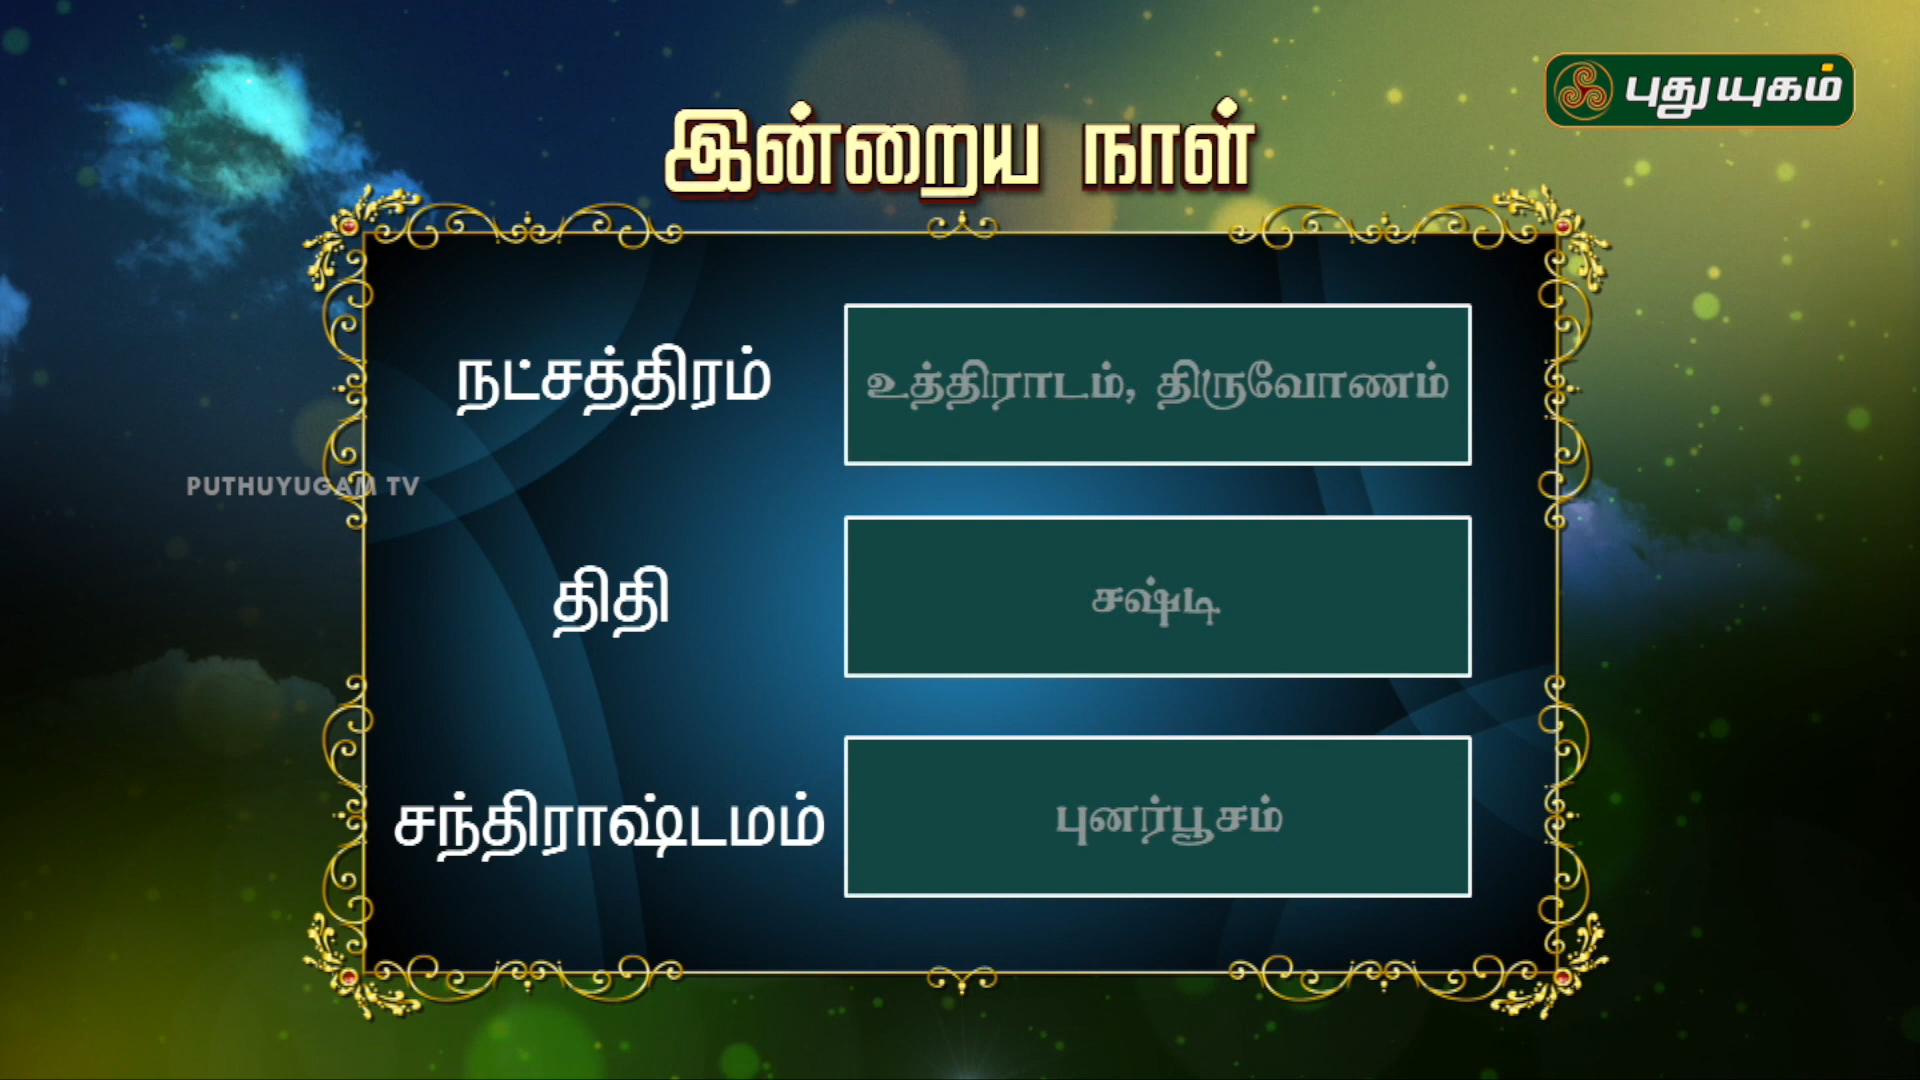 புதுயுகம்
இன்றைய நாள்
நட்சத்திரம்
உத்திராடம், திருவோணம்
PUTHUYUGAM TV
திதி
சஷ்டி
சந்திராஷ்டமம்
புனர்பூசம்